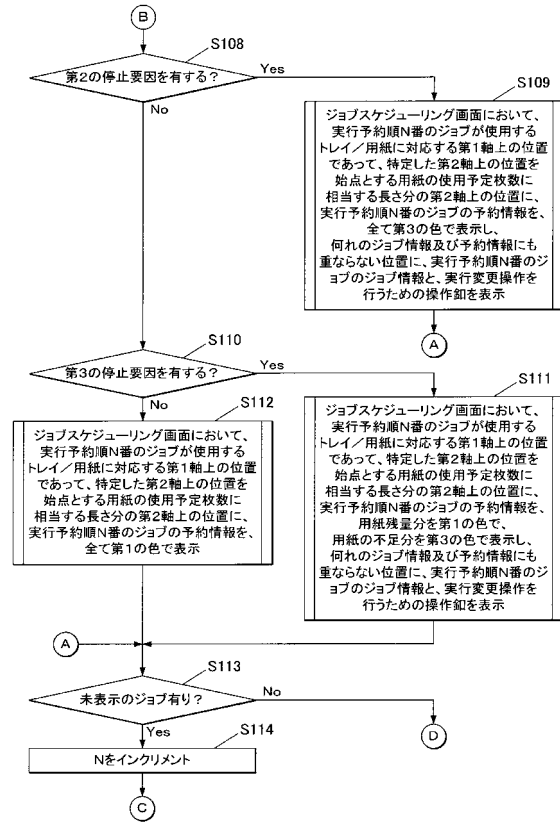 B
S108
第2の停止要因を有する?
Yes
No
S109
ジョブスケジューリング画面において、
実行予約順N番のジョブが使用する
トレイ/用紙に対応する第1軸上の位置
であって、特定した第2軸上の位置を
始点とする用紙の使用予定枚数に
相当する長さ分の第2軸上の位置に、
実行予約順N番のジョブの予約情報を、
全て第3の色で表示し、
何れのジョブ情報及び予約情報にも
重ならない位置に、実行予約順N番の
ジョブのジョブ情報と、実行変更操作を
行うための操作釦を表示
A
S110
第3の停止要因を有する?
Yes
No
S112
ジョブスケジューリング画面において、
実行予約順N番のジョブが使用する
トレイ/用紙に対応する第1軸上の位置
であって、特定した第2軸上の位置を
始点とする用紙の使用予定枚数に
相当する長さ分の第2軸上の位置に、
実行予約順N番のジョブの予約情報を、
全て第1の色で表示
S111
ジョブスケジューリング画面において、
実行予約順N番のジョブが使用する
トレイ/用紙に対応する第1軸上の位置
であって、特定した第2軸上の位置を
始点とする用紙の使用予定枚数に
相当する長さ分の第2軸上の位置に、
実行予約順N番のジョブの予約情報を、
用紙残量分を第1の色で、
用紙の不足分を第3の色で表示し、
何れのジョブ情報及び予約情報にも
重ならない位置に、実行予約順N番の
ジョブのジョブ情報と、実行変更操作を
行うための操作釦を表示
A
S113
未表示のジョブ有り?
No
Yes
D
S114
Nをインクリメント
C